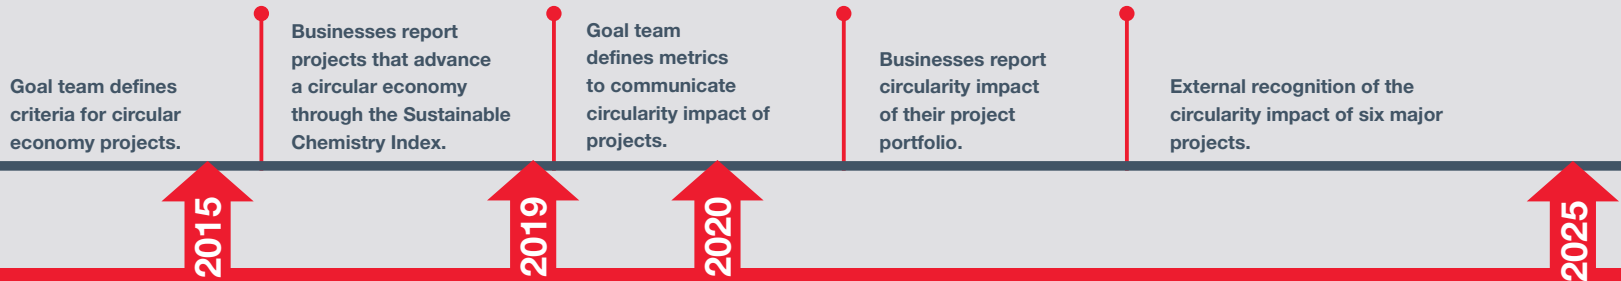 Goal team defines
criteria for circular
economy projects.
Businesses report
projects that advance
a circular economy
through the Sustainable
Chemistry Index.
Goal team
defines metrics
to communicate
circularity impact of
projects.
Businesses report
circularity impact
of their project
portfolio.
External recognition of the
circularity impact of six major
projects.
2015
2019
2020
2025